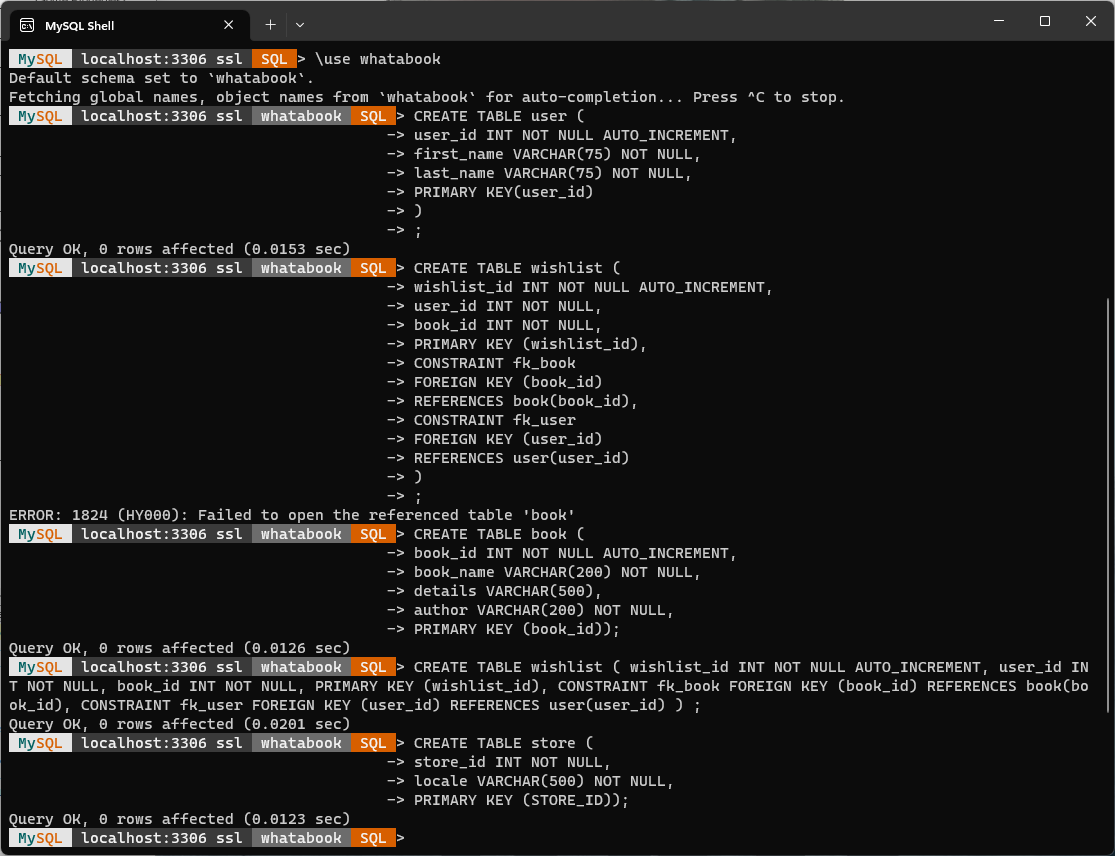 MySQL Shell
MySQL localhost:3306 ssl SQL > \use whatabook
Default schema set to `whatabook`.
Fetching global names, object names from `whatabook` for auto-completion... Press ^C to stop.
MySQL localhost:3306 ssl whatabook SQL > CREATE TABLE user (
-> user_id INT NOT NULL AUTO_INCREMENT,
-> first_name VARCHAR(75) NOT NULL,
-> last_name VARCHAR(75) NOT NULL,
-> PRIMARY KEY(user_id)
-> )
-> ;
Query OK, 0 rows affected (0.0153 sec)
MySQL localhost:3306 ssl whatabook SQL > CREATE TABLE wishlist (
-> wishlist_id INT NOT NULL AUTO_INCREMENT,
-> user_id INT NOT NULL,
-> book_id INT NOT NULL,
-> PRIMARY KEY (wishlist_id),
-> CONSTRAINT fk_book
-> FOREIGN KEY (book_id)
-> REFERENCES book(book_id),
-> CONSTRAINT fk_user
-> FOREIGN KEY (user_id)
-> REFERENCES user(user_id)
-> )
-> ;
ERROR: 1824 (HY000): Failed to open the referenced table 'book'
MySQL localhost:3306 ssl whatabook SQL > CREATE TABLE book (
-> book_id INT NOT NULL AUTO_INCREMENT,
-> book_name VARCHAR(200) NOT NULL,
-> details VARCHAR(500),
-> author VARCHAR(200) NOT NULL,
-> PRIMARY KEY (book_id));
Query OK, 0 rows affected (0.0126 sec)
MySQL localhost:3306 ssl whatabook SQL > CREATE TABLE wishlist ( wishlist_id INT NOT NULL AUTO_INCREMENT, user_id IN
T NOT NULL, book_id INT NOT NULL, PRIMARY KEY (wishlist_id), CONSTRAINT fk_book FOREIGN KEY (book_id) REFERENCES book(bo
ok_id), CONSTRAINT fk_user FOREIGN KEY (user_id) REFERENCES user(user_id) ) ;
Query OK, 0 rows affected (0.0201 sec)
MySQL localhost:3306 ssl whatabook SQL > CREATE TABLE store (
-> store_id INT NOT NULL,
-> locale VARCHAR(500) NOT NULL,
-> PRIMARY KEY (STORE_ID));
Query OK, 0 rows affected (0.0123 sec)
MySQL localhost:3306 ssl whatabook SQL >